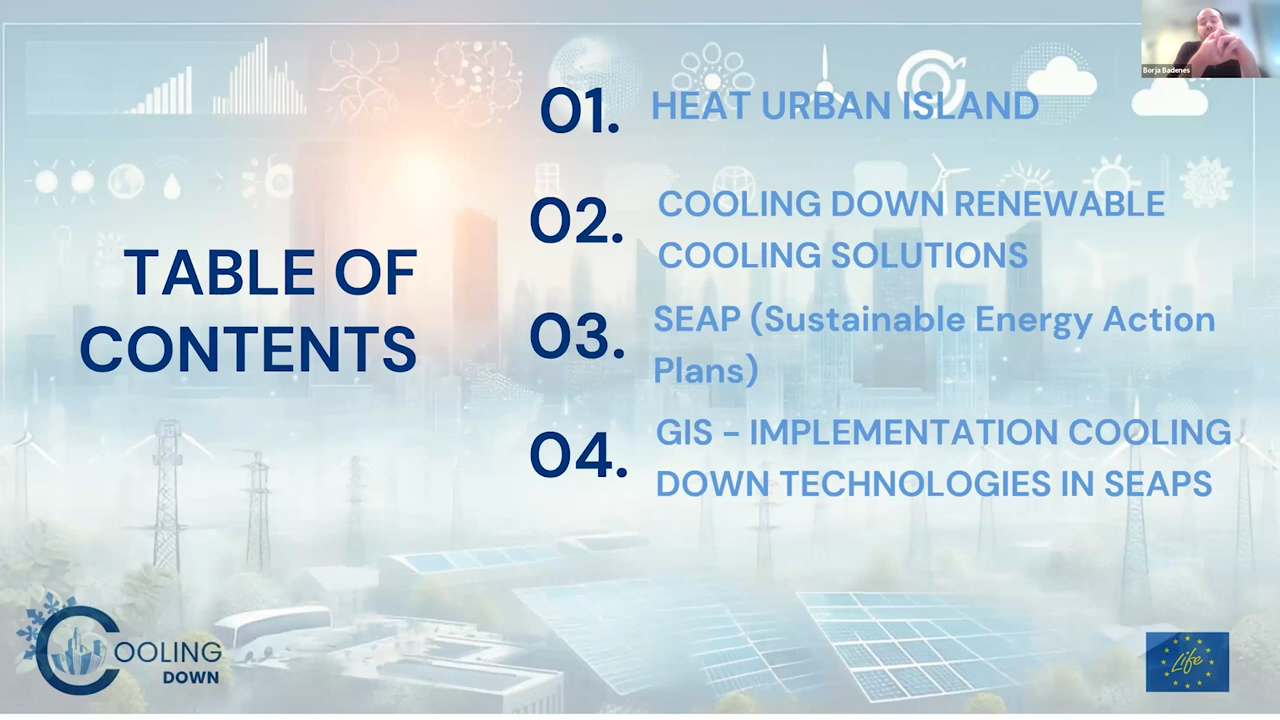 Borja Badenes
TABLE OF
CONTENTS
01.
HEAT URBAN ISLAND
02.
COOLING DOWN RENEWABLE
COOLING SOLUTIONS
03.
SEAP (Sustainable Energy Action
Plans)
04.
GIS – IMPLEMENTATION COOLING
DOWN TECHNOLOGIES IN SEAPS
COOLING
DOWN
Life